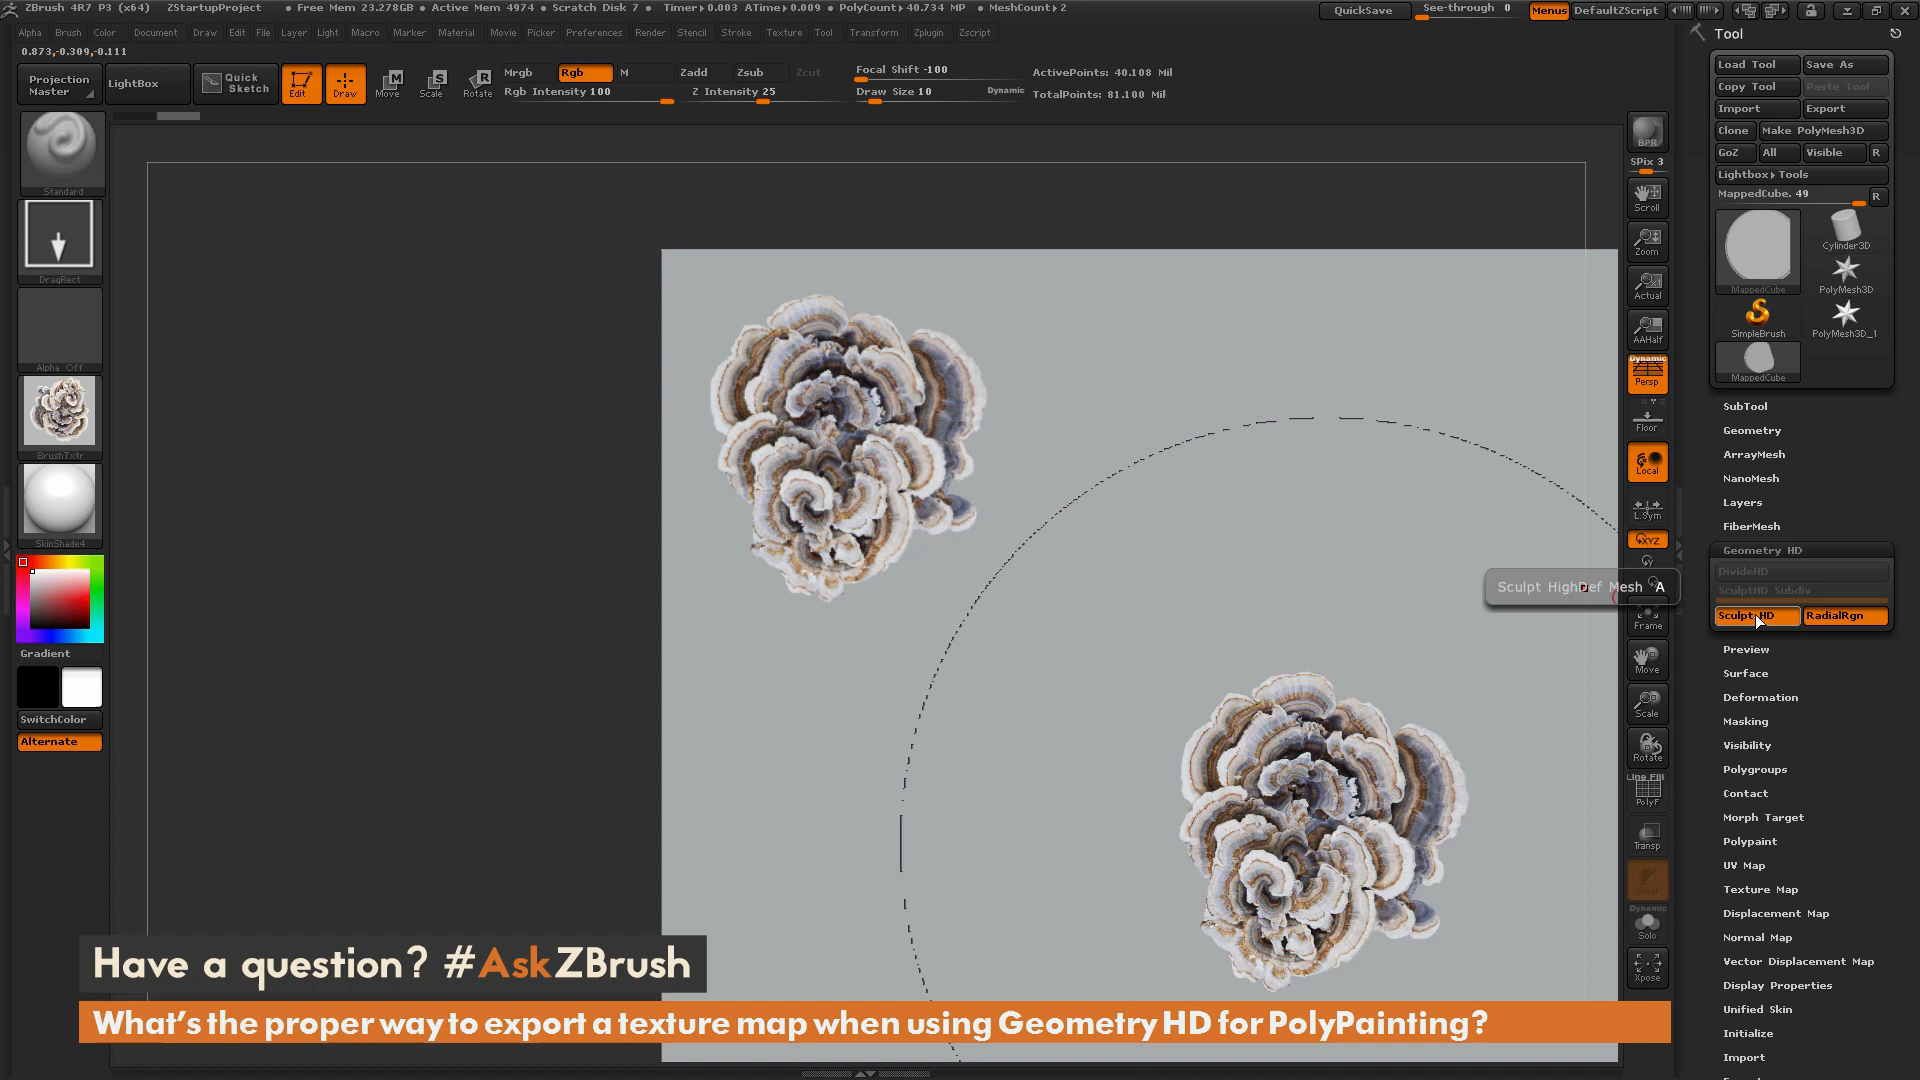 ZBrush 4R7 P3 (x64) ZStartupProject • Free Mem 23.278GB • Active Mem 4974 • Scratch Disk 7 • Timer▸0.003 ATime▸0.009 • PolyCount▸40.734 MP • MeshCount▸2 QuickSave See-through 0 Menus DefaultZScript
Alpha Brush Color Document Draw Edit File Layer Light Macro Marker Material Movie Picker Preferences Render Stencil Stroke Texture Tool Transform Zplugin Zscript
0.873,-0.309,-0.111
Projection Master
LightBox
Quick Sketch
Edit
Draw
Move
Scale
Rotate
Mrgb Rgb M
Rgb Intensity 100
Zadd Zsub Zcut
Z Intensity 25
Focal Shift -100
Draw Size 10
Dynamic
ActivePoints: 40.108 Mil
TotalPoints: 81.100 Mil
Standard
DragRect
Alpha Off
BrushTxtr
SkinShade4
Gradient
SwitchColor
Alternate
BPR
SPix 3
Scroll
Zoom
Actual
AAHalf
Dynamic
Persp
Floor
Local
L.Sym
XYZ
Frame
Move
Scale
Rotate
Line Fill
PolyF
Transp
Dynamic
Solo
Xpose
Sculpt HighDef Mesh A
Tool
Load Tool Save As
Copy Tool Paste Tool
Import Export
Clone Make PolyMesh3D
GoZ All Visible R
Lightbox▸Tools
MappedCube. 49 R
MappedCube
Cylinder3D
PolyMesh3D
SimpleBrush
PolyMesh3D_1
MappedCube
SubTool
Geometry
ArrayMesh
NanoMesh
Layers
FiberMesh
Geometry HD
DivideHD
SculptHD Subdiv
Sculpt HD RadialRgn
Preview
Surface
Deformation
Masking
Visibility
Polygroups
Contact
Morph Target
Polypaint
UV Map
Texture Map
Displacement Map
Normal Map
Vector Displacement Map
Display Properties
Unified Skin
Initialize
Import
Have a question? #AskZBrush
What's the proper way to export a texture map when using Geometry HD for PolyPainting?